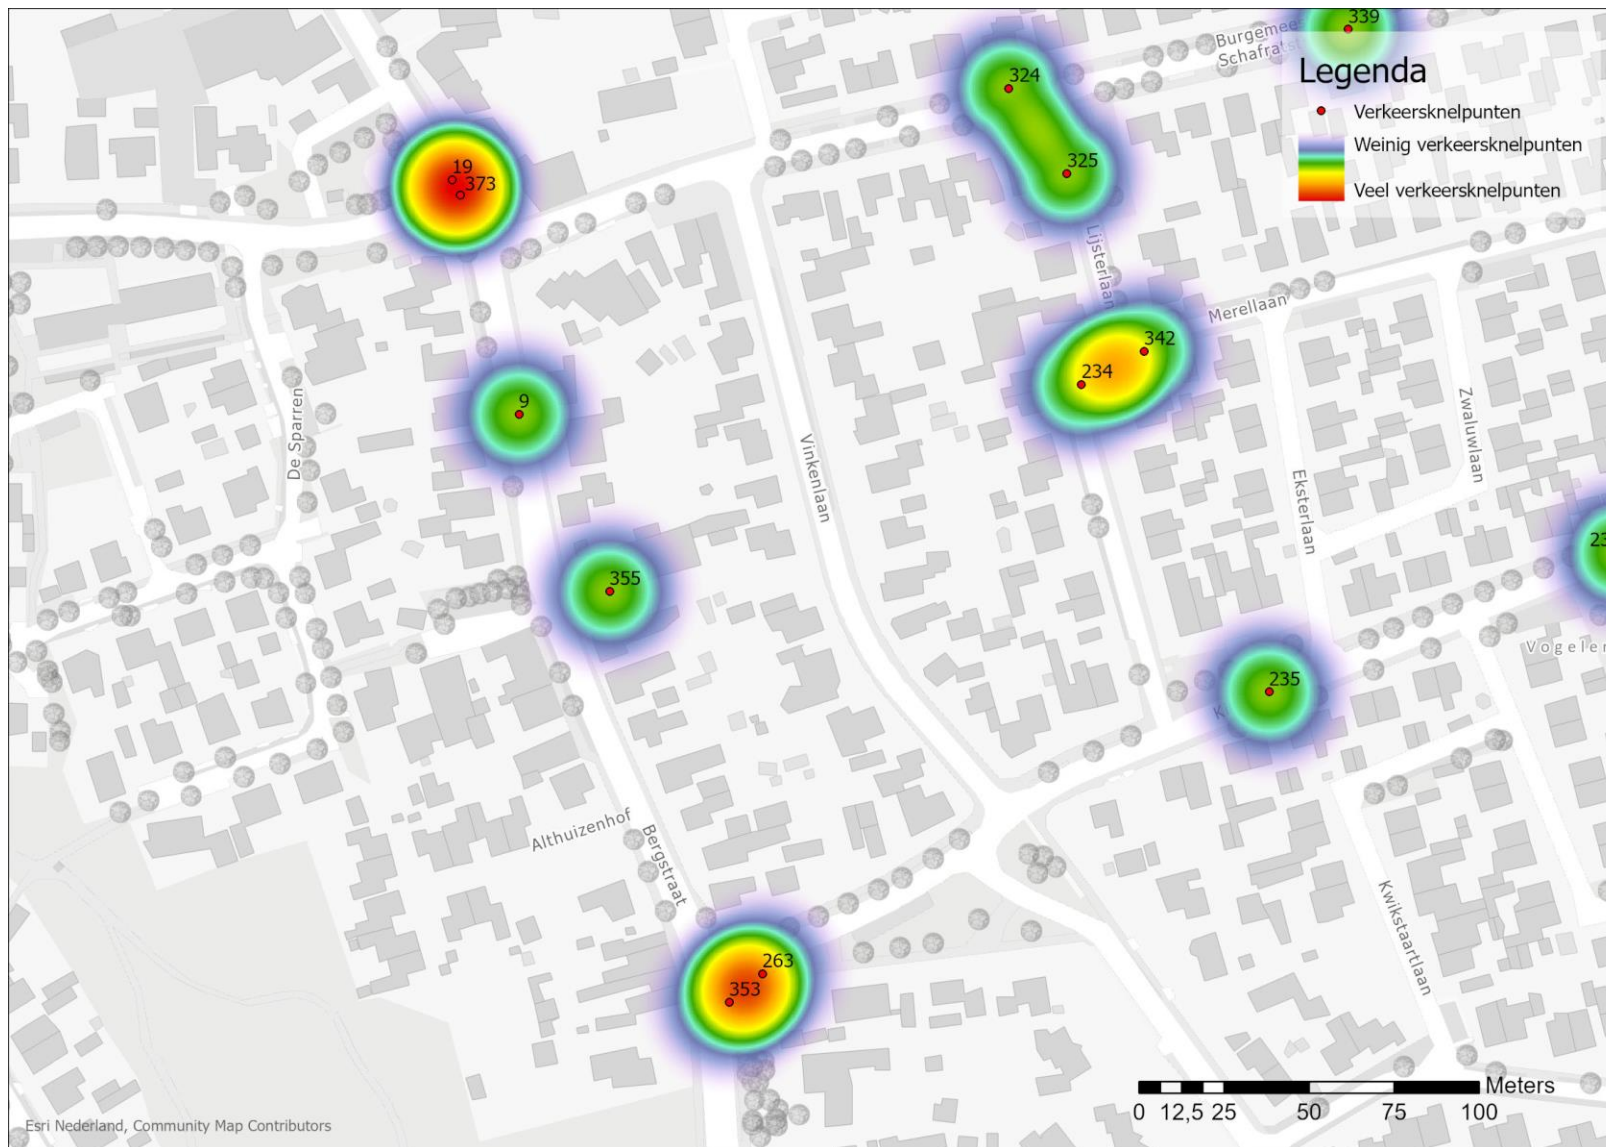 339
Burgemee
Schafrats
324
Legenda
Verkeersknelpunten
Weinig verkeersknelpunten
Veel verkeersknelpunten
19
373
325
Lijsterlaan
Merellaan
342
234
9
De Sparren
Vinkenlaan
Zwaluwlaan
Eksterlaan
355
23
Vogeler
235
K
Althuizenhof
Bergstraat
Kwikstaartlaan
263
353
Meters
0 12,5 25 50 75 100
Esri Nederland, Community Map Contributors